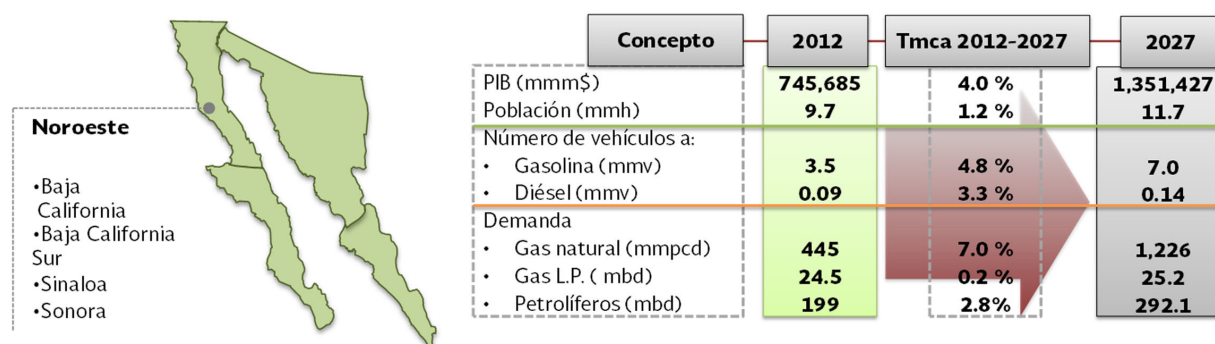 Noroeste
•Baja
California
•Baja California
Sur
•Sinaloa
•Sonora
Concepto 2012 Tmca 2012-2027 2027
PIB (mmm$) 745,685 4.0 % 1,351,427
Población (mmh) 9.7 1.2 % 11.7
Número de vehículos a:
• Gasolina (mmv) 3.5 4.8 % 7.0
• Diésel (mmv) 0.09 3.3 % 0.14
Demanda
• Gas natural (mmpcd) 445 7.0 % 1,226
• Gas L.P. ( mbd) 24.5 0.2 % 25.2
• Petrolíferos (mbd) 199 2.8% 292.1